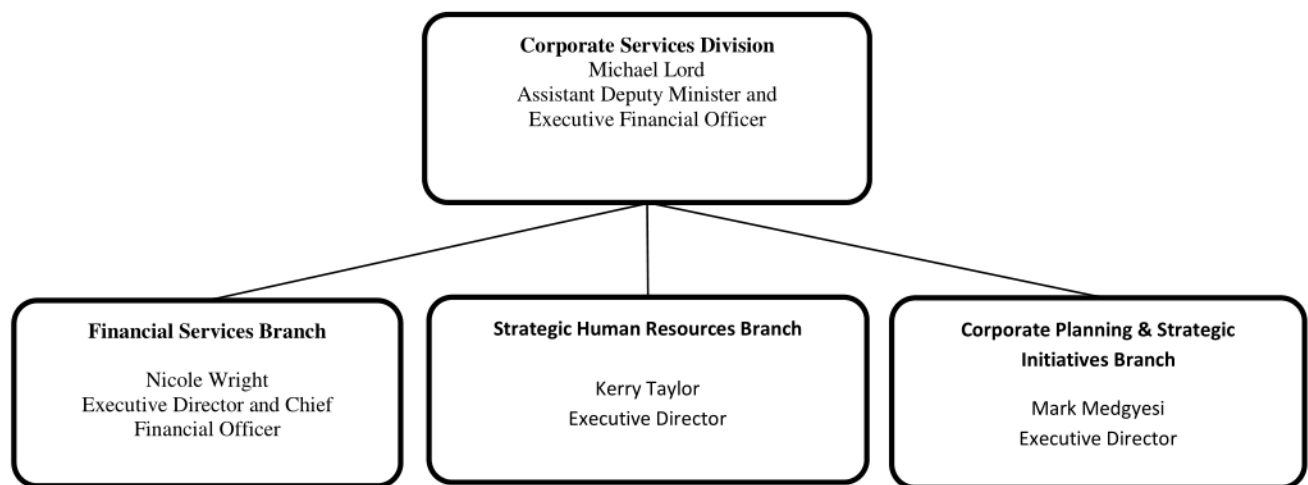 Corporate Services Division
Michael Lord
Assistant Deputy Minister and
Executive Financial Officer
Financial Services Branch
Nicole Wright
Executive Director and Chief
Financial Officer
Strategic Human Resources Branch
Kerry Taylor
Executive Director
Corporate Planning & Strategic
Initiatives Branch
Mark Medgyesi
Executive Director